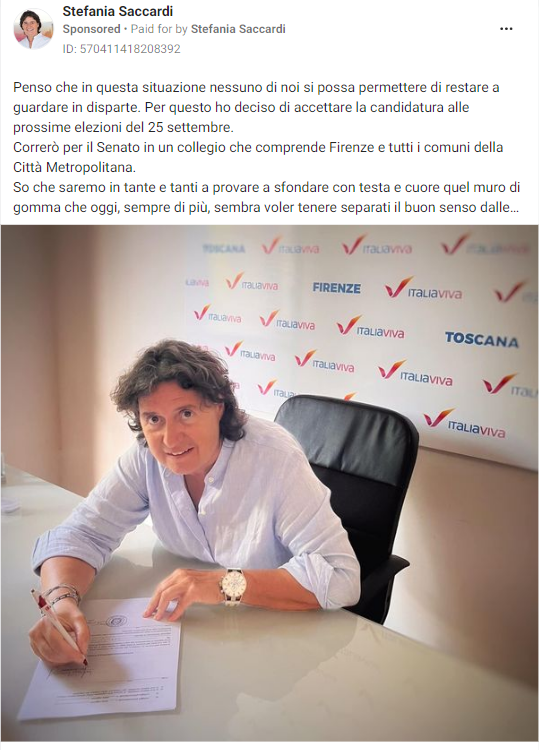 Stefania Saccardi
Sponsored • Paid for by Stefania Saccardi
ID: 570411418208392
Penso che in questa situazione nessuno di noi si possa permettere di restare a
guardare in disparte. Per questo ho deciso di accettare la candidatura alle
prossime elezioni del 25 settembre.
Correrò per il Senato in un collegio che comprende Firenze e tutti i comuni della
Città Metropolitana.
So che saremo in tante e tanti a provare a sfondare con testa e cuore quel muro di
gomma che oggi, sempre di più, sembra voler tenere separati il buon senso dalle...
TOSCANA ITALIAVIVA ITALIAVIVA
ITALIAVIVA FIRENZE ITALIAVIVA
ITALIAVIVA ITALIAVIVA ITALIAVIVA TOSCANA
ITALIAVIVA ITALIAVIVA ITALIAVIVA
ITALIAVIVA